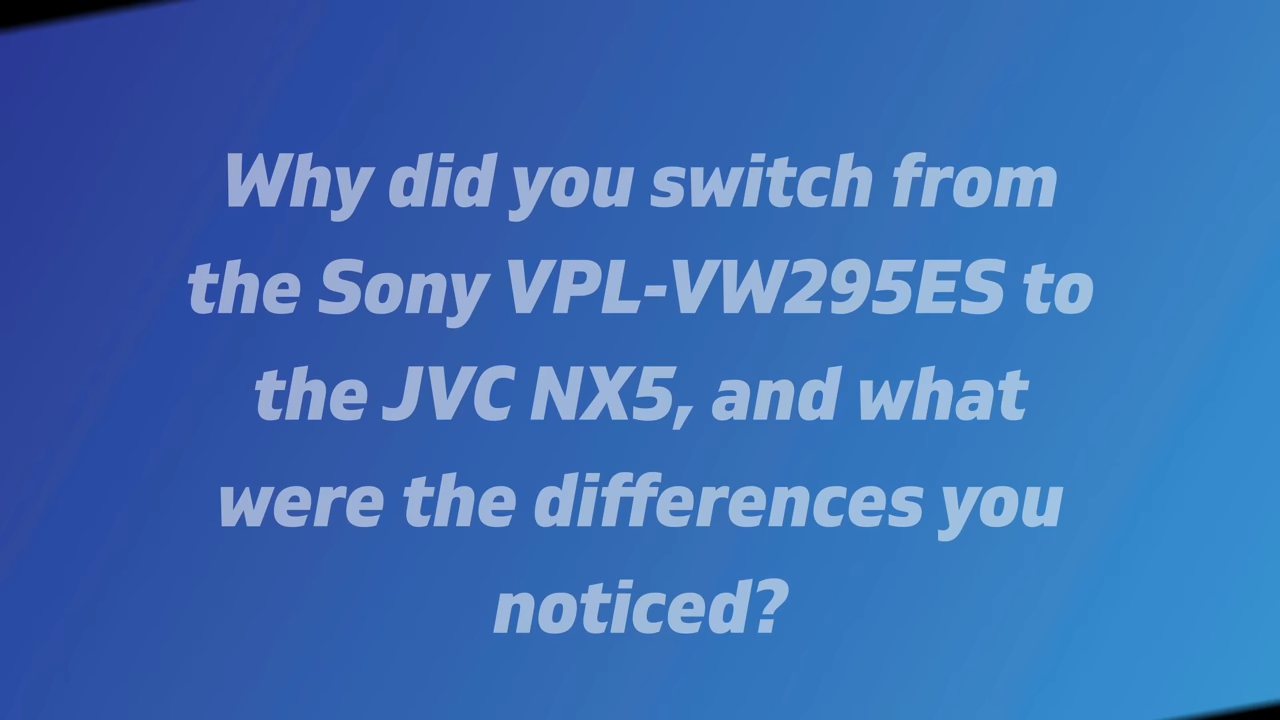 Why did you switch from
the Sony VPL-VW295ES to
the JVC NX5, and what
were the differences you
noticed?